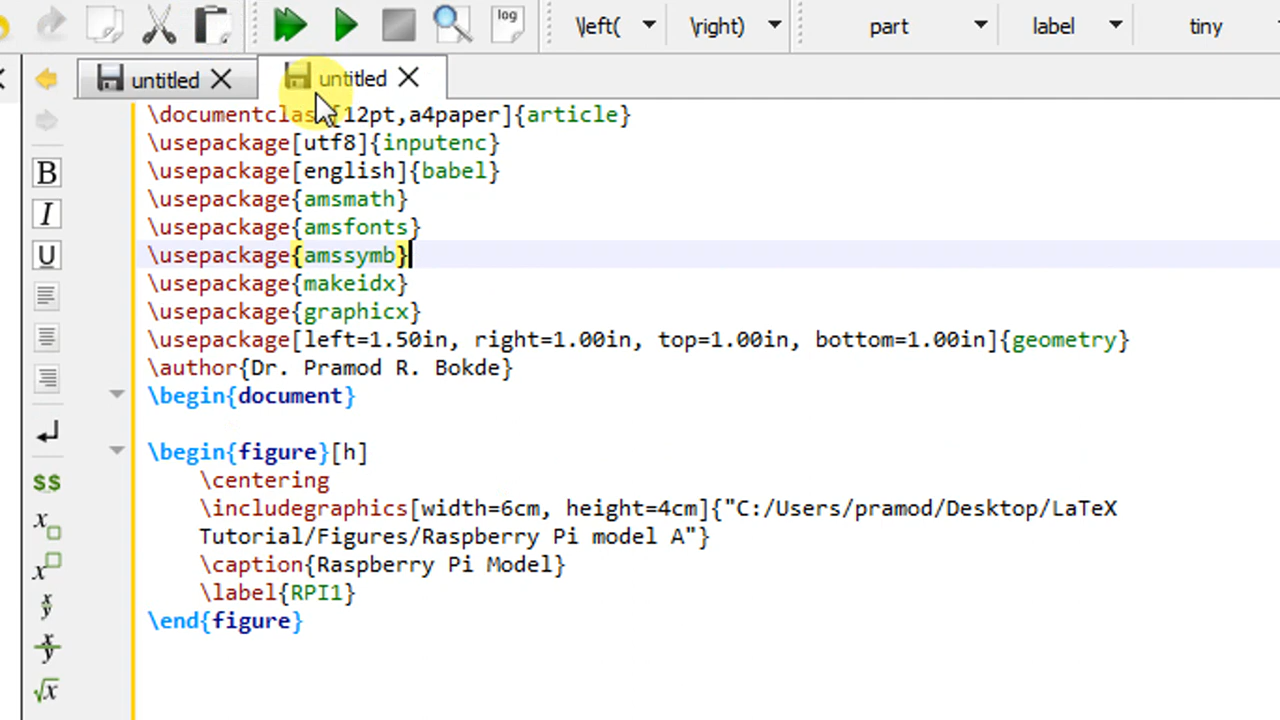 log \left( \right) part label tiny
untitled untitled
\documentclass[12pt,a4paper]{article}
\usepackage[utf8]{inputenc}
\usepackage[english]{babel}
\usepackage{amsmath}
\usepackage{amsfonts}
\usepackage{amssymb}
\usepackage{makeidx}
\usepackage{graphicx}
\usepackage[left=1.50in, right=1.00in, top=1.00in, bottom=1.00in]{geometry}
\author{Dr. Pramod R. Bokde}
\begin{document}
\begin{figure}[h]
\centering
\includegraphics[width=6cm, height=4cm]{"C:/Users/pramod/Desktop/LaTeX
Tutorial/Figures/Raspberry Pi model A"}
\caption{Raspberry Pi Model}
\label{RPI1}
\end{figure}
B
I
U
$$
x
x
x/y
x/y
√x